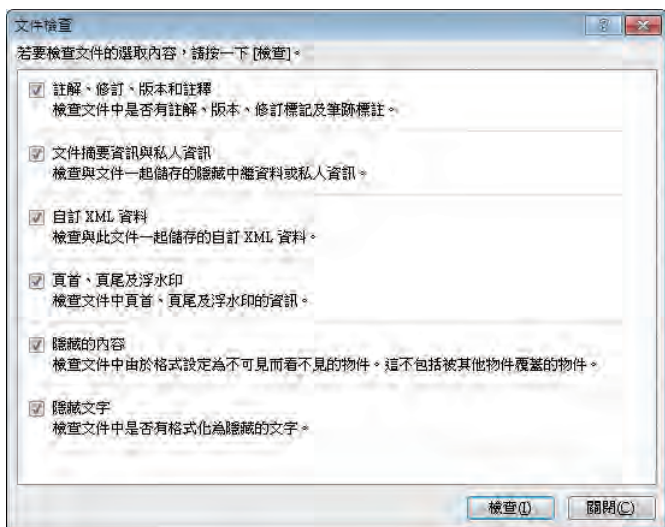 文件檢查
若要檢查文件的選取內容，請按一下 [檢查]。
註解、修訂、版本和註釋
檢查文件中是否有註解、版本、修訂標記及筆跡標註。
文件摘要資訊與私人資訊
檢查與文件一起儲存的隱藏中繼資料或私人資訊。
自訂 XML 資料
檢查與此文件一起儲存的自訂 XML 資料。
頁首、頁尾及浮水印
檢查文件中頁首、頁尾及浮水印的資訊。
隱藏的內容
檢查文件中由於格式設定為不可見而看不見的物件。這不包括被其他物件覆蓋的物件。
隱藏文字
檢查文件中是否有格式化為隱藏的文字。
檢查(I) 關閉(C)